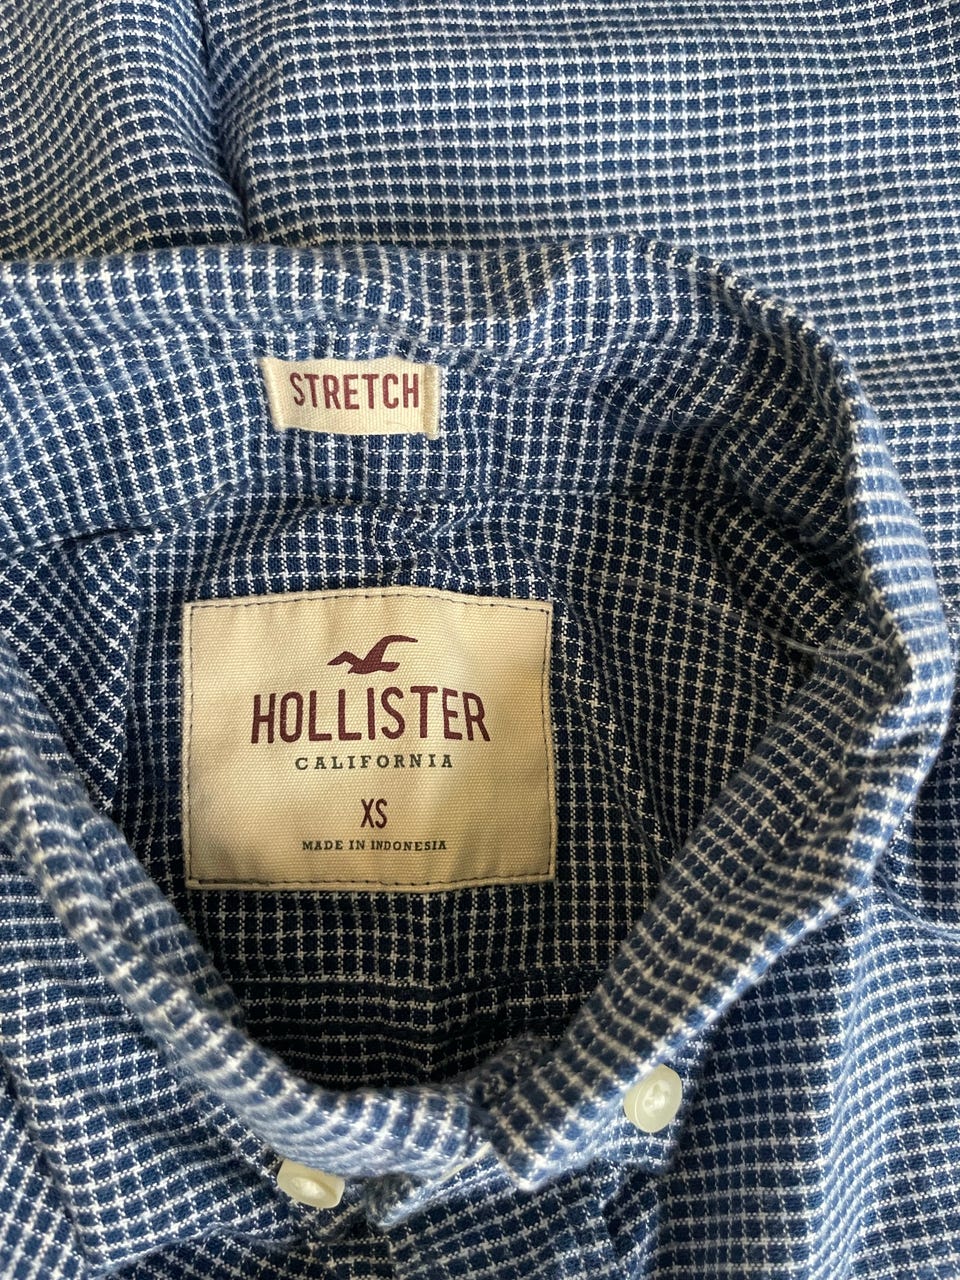 STRETCH
HOLLISTER
CALIFORNIA
XS
MADE IN INDONESIA